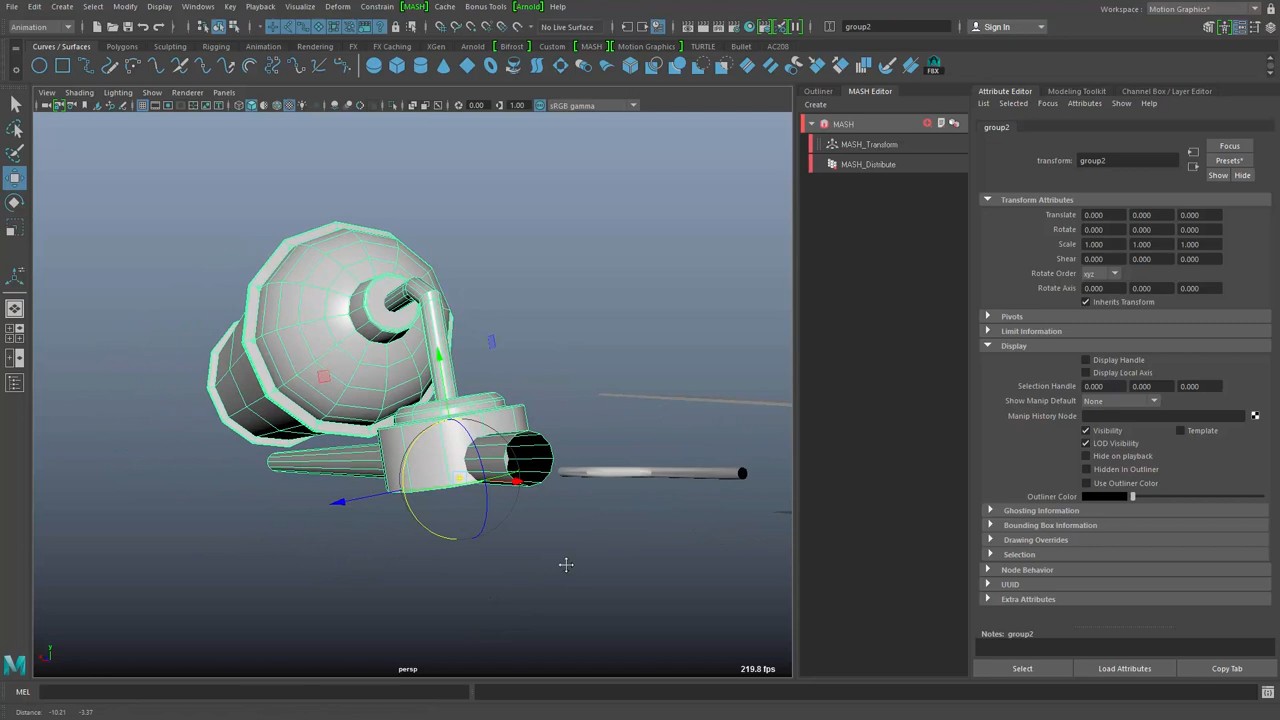 File Edit Create Select Modify Display Windows Key Playback Visualize Deform Constrain [MASH] Cache Bonus Tools [Arnold] Help Workspace: Motion Graphics*
Animation No Live Surface group2 Sign In
Curves / Surfaces Polygons Sculpting Rigging Animation Rendering FX FX Caching XGen Arnold Bifrost Custom [MASH] Motion Graphics TURTLE Bullet AC208
FBX
View Shading Lighting Show Renderer Panels
0.00 1.00 sRGB gamma
Outliner MASH Editor
Create
MASH
MASH_Transform
MASH_Distribute
Attribute Editor Modeling Toolkit Channel Box / Layer Editor
List Selected Focus Attributes Show Help
group2
transform: group2
Focus
Presets*
Show Hide
Transform Attributes
Translate 0.000 0.000 0.000
Rotate 0.000 0.000 0.000
Scale 1.000 1.000 1.000
Shear 0.000 0.000 0.000
Rotate Order xyz
Rotate Axis 0.000 0.000 0.000
Inherits Transform
Pivots
Limit Information
Display
Display Handle
Display Local Axis
Selection Handle 0.000 0.000 0.000
Show Manip Default None
Manip History Node
Visibility Template
LOD Visibility
Hide on playback
Hidden In Outliner
Use Outliner Color
Outliner Color
Ghosting Information
Bounding Box Information
Drawing Overrides
Selection
Node Behavior
UUID
Extra Attributes
Notes: group2
Select Load Attributes Copy Tab
y
persp
219.8 fps
MEL
Distance: -10.21 -3.37